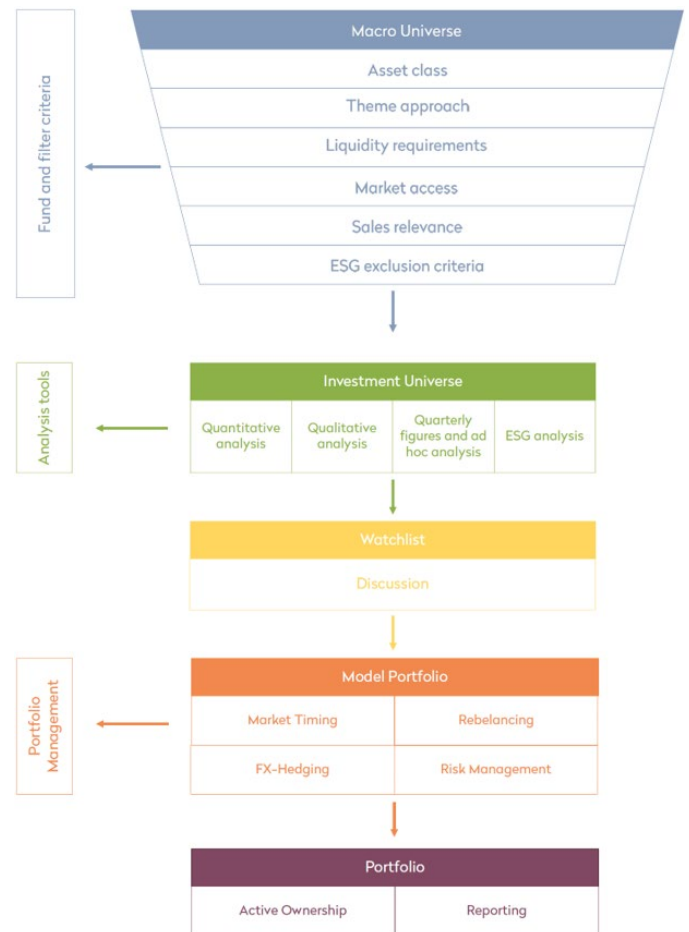 Macro Universe
Asset class
Theme approach
Liquidity requirements
Market access
Sales relevance
ESG exclusion criteria
Fund and filter criteria
Investment Universe
Quantitative
analysis
Qualitative
analysis
Quarterly
figures and ad
hoc analysis
ESG analysis
Analysis tools
Watchlist
Discussion
Model Portfolio
Market Timing
Rebelancing
FX-Hedging
Risk Management
Portfolio
Management
Portfolio
Active Ownership
Reporting